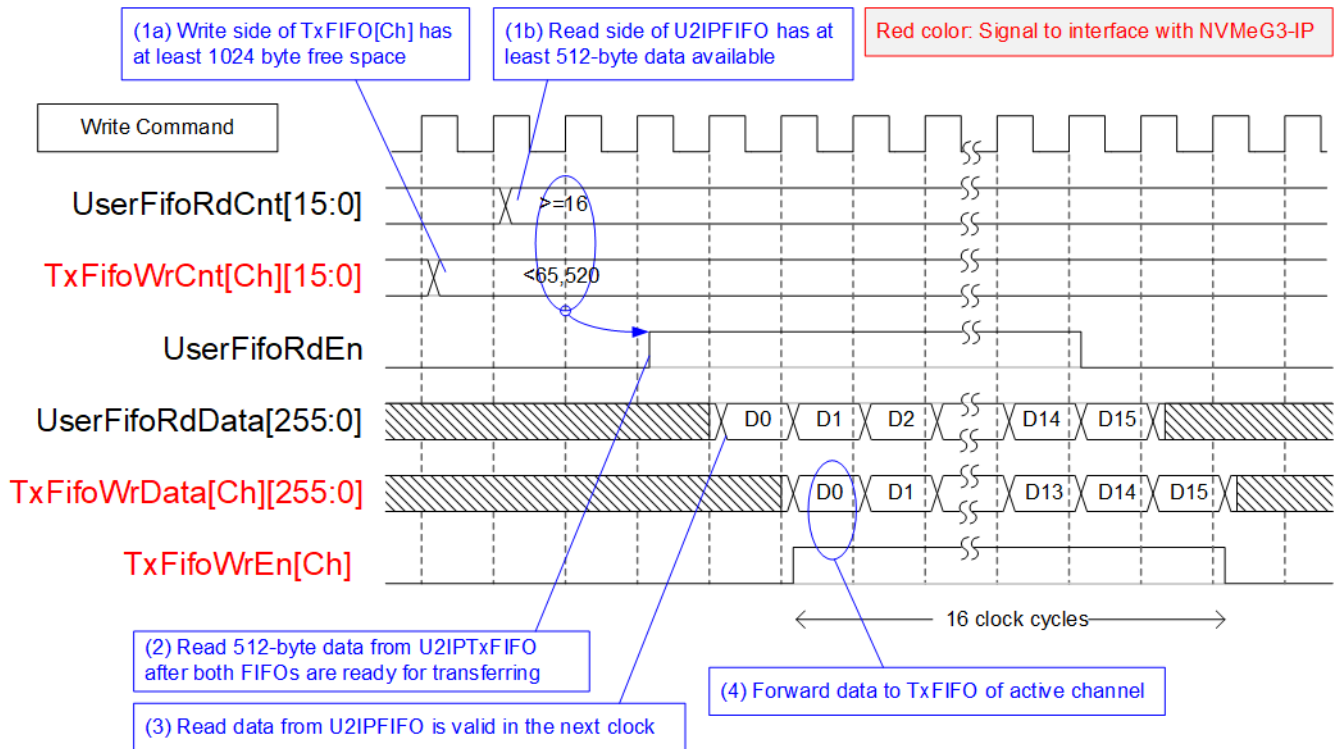 (1a) Write side of TxFIFO[Ch] has
at least 1024 byte free space
(1b) Read side of U2IPFIFO has at
least 512-byte data available
Red color: Signal to interface with NVMeG3-IP
Write Command
UserFifoRdCnt[15:0]
>=16
TxFifoWrCnt[Ch][15:0]
<65,520
UserFifoRdEn
UserFifoRdData[255:0]
D0
D1
D2
D14
D15
TxFifoWrData[Ch][255:0]
D0
D1
D13
D14
D15
TxFifoWrEn[Ch]
16 clock cycles
(2) Read 512-byte data from U2IPTxFIFO
after both FIFOs are ready for transferring
(3) Read data from U2IPFIFO is valid in the next clock
(4) Forward data to TxFIFO of active channel